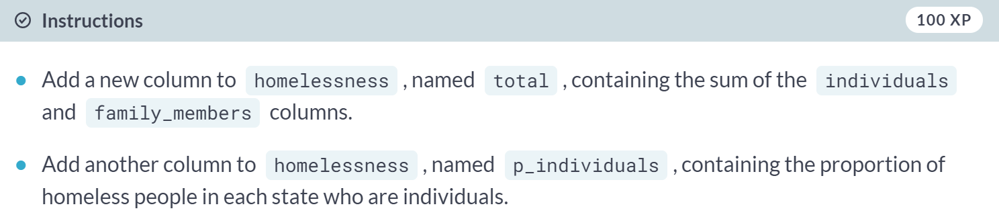 Instructions 100 XP
Add a new column to homelessness , named total , containing the sum of the individuals
and family_members columns.
Add another column to homelessness , named p_individuals , containing the proportion of
homeless people in each state who are individuals.